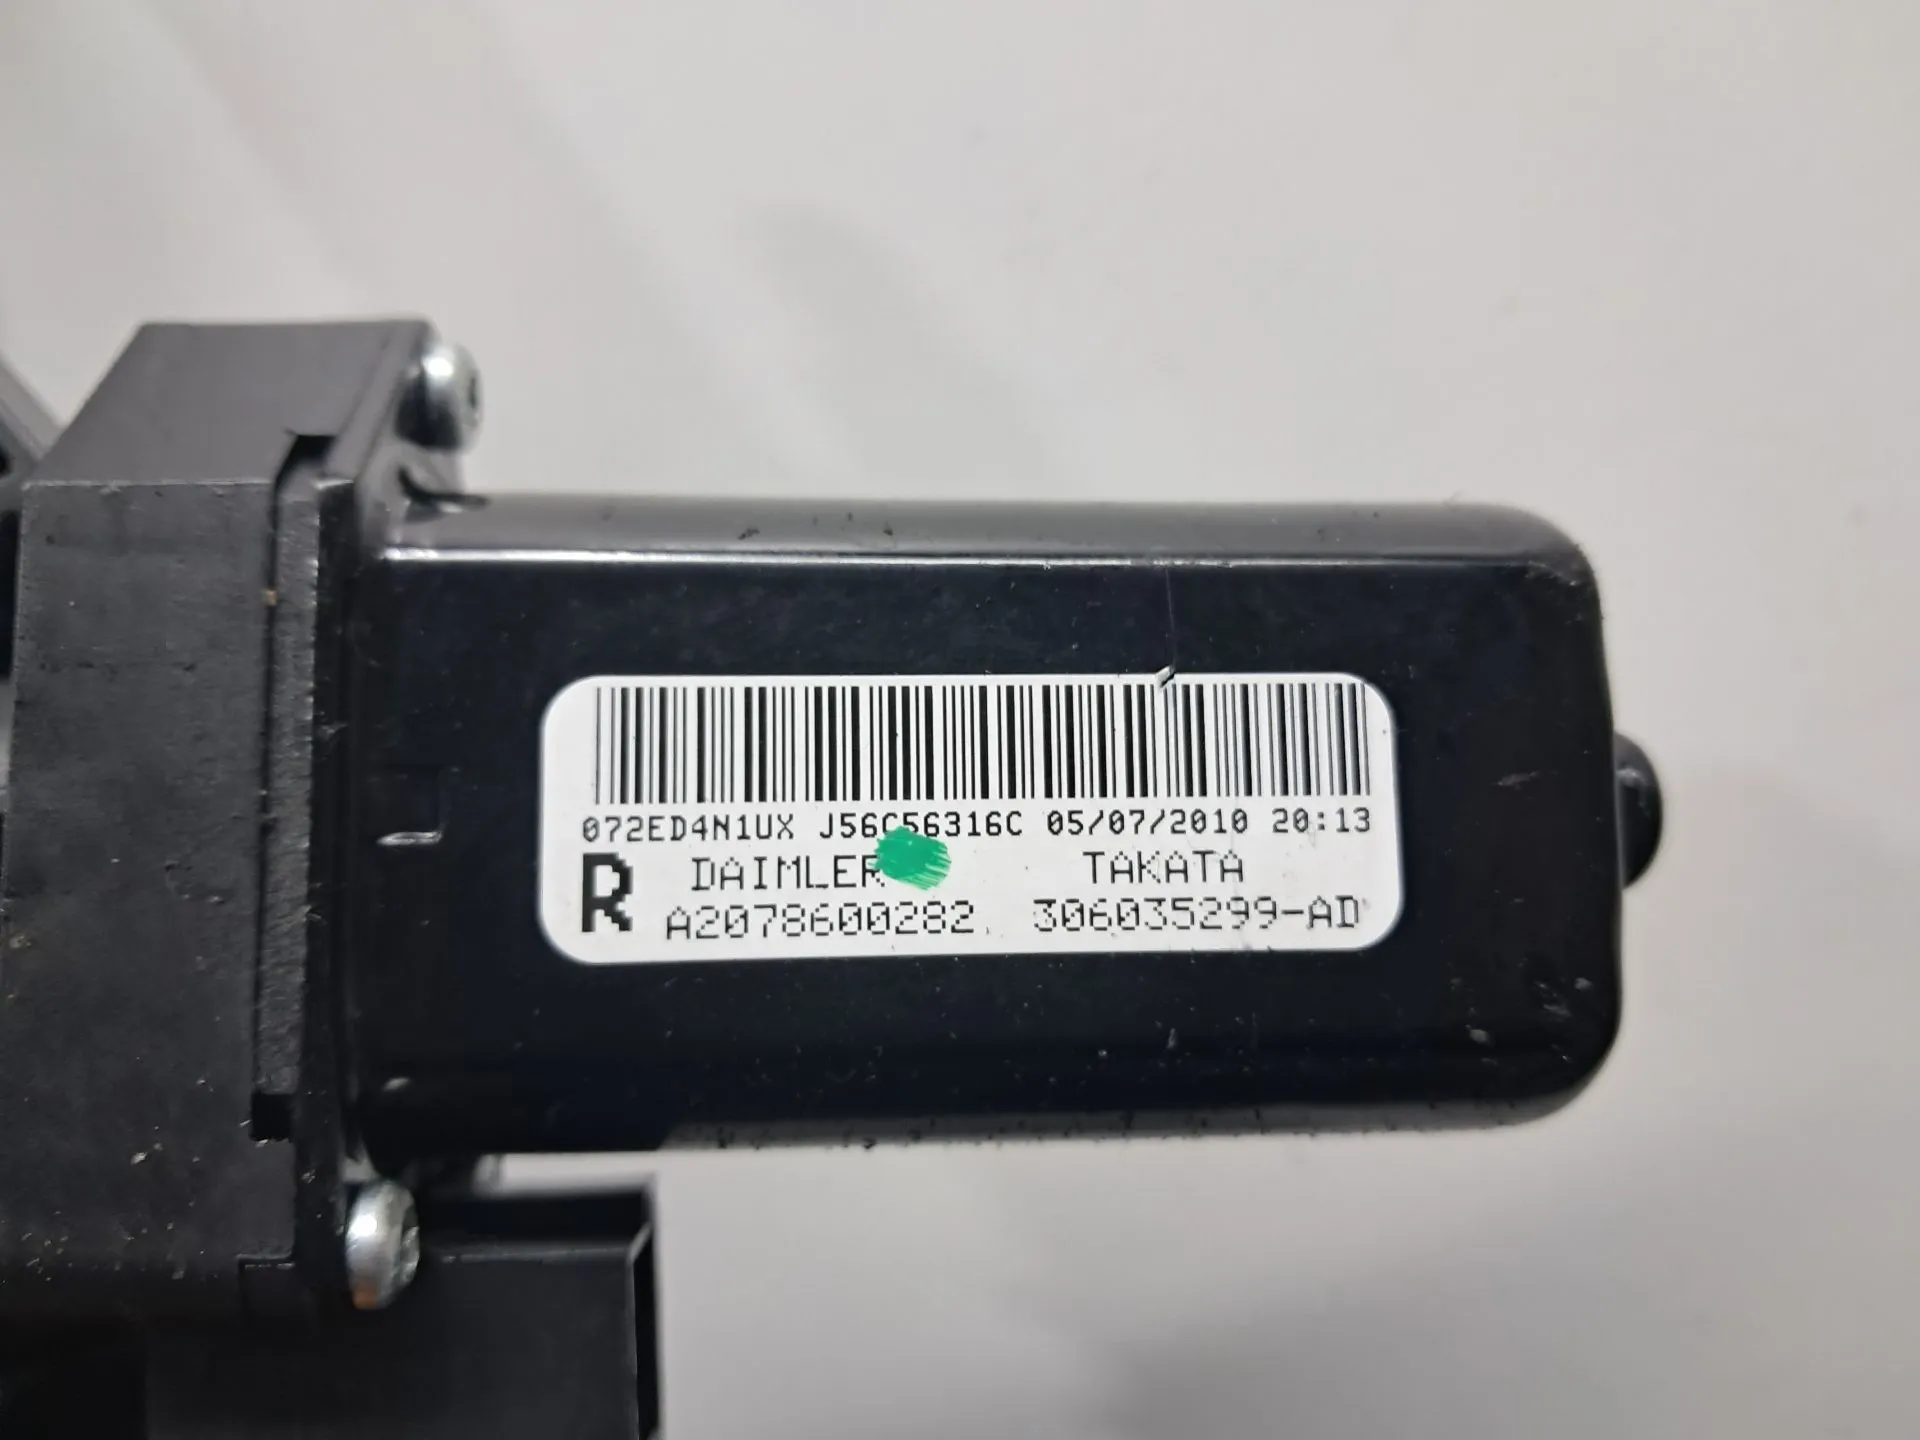 072ED4N1UX J56C56316C 05/07/2010 20:13
R DAIMLER TAKATA
A2078600282 306035299-AD